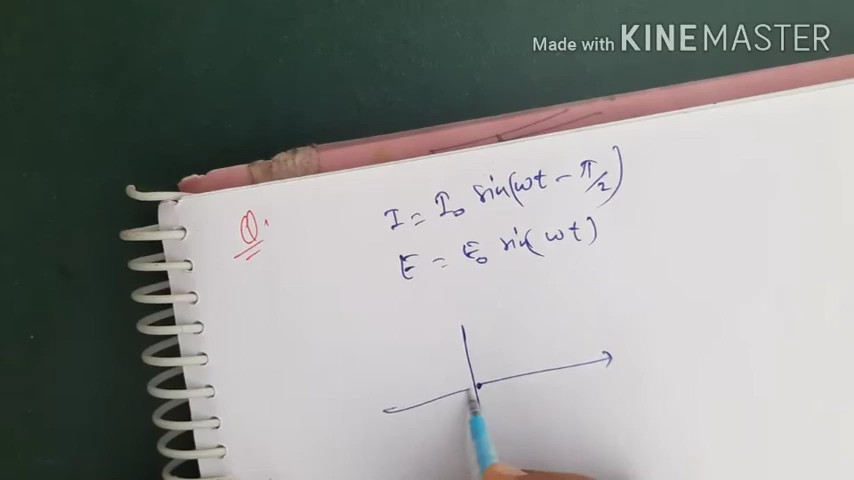 Made with KINEMASTER
Q.
I = I₀ sin(ωt - π/2)
E = E₀ sin(ωt)